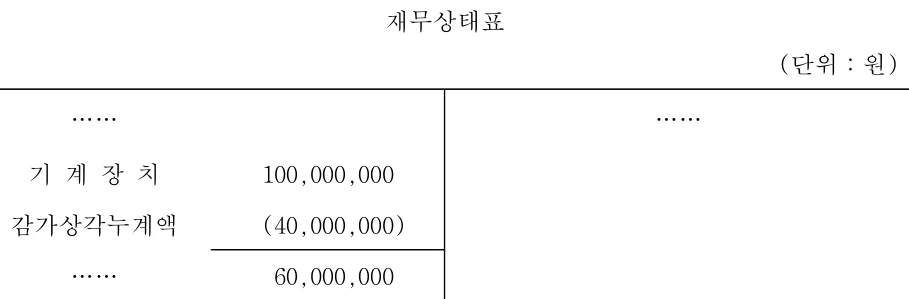 재무상태표
(단위 : 원)
…… ……
기 계 장 치 100,000,000
감가상각누계액 (40,000,000)
…… 60,000,000